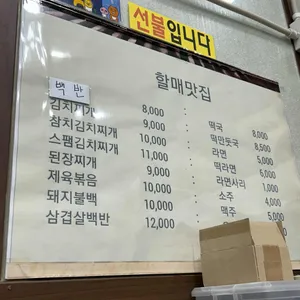 선불입니다
할매맛집
백반
김치찌개 8,000
참치김치찌개 9,000
스팸김치찌개 10,000
된장찌개 11,000
제육볶음 9,000
돼지불백 10,000
삼겹살백반 10,000
12,000
떡국 8,000
떡만둣국 8,500
라면 5,000
떡라면 6,000
라면사리 1,000
소주 4,000
맥주 5,000
5,000